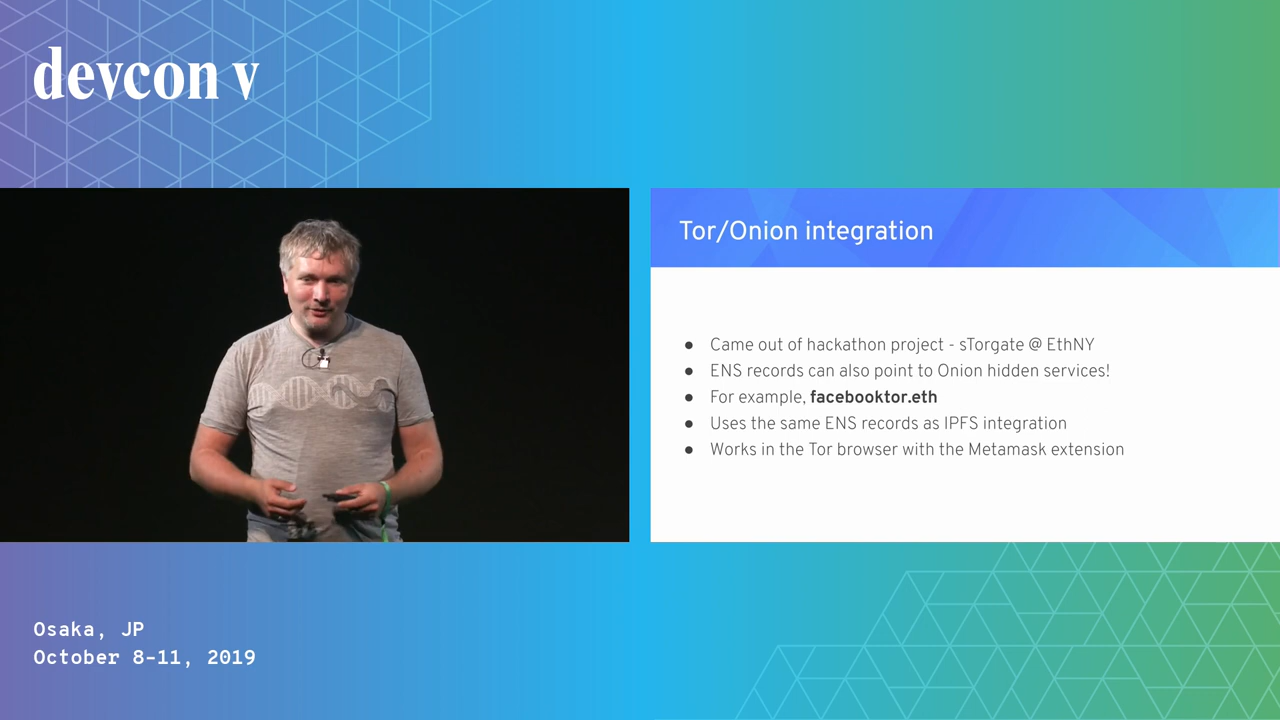 devcon v
Tor/Onion integration
● Came out of hackathon project - sTorgate @ EthNY
● ENS records can also point to Onion hidden services!
● For example, facebooktor.eth
● Uses the same ENS records as IPFS integration
● Works in the Tor browser with the Metamask extension
Osaka, JP
October 8-11, 2019